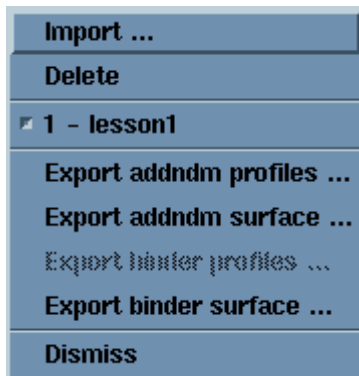 Import ...
Delete
1 - lesson1
Export addndm profiles ...
Export addndm surface ...
Export binder profiles ...
Export binder surface ...
Dismiss